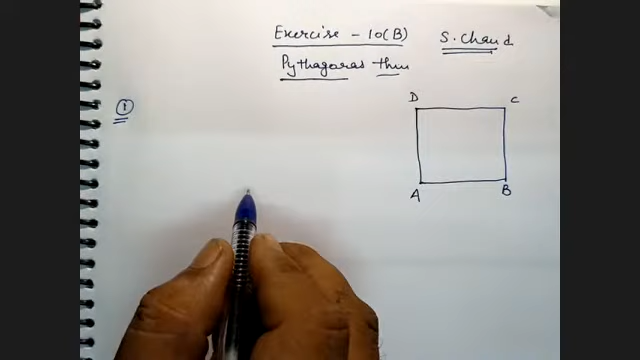 Exercise - 10(B)
S. Chand
Pythagoras thm
①
D
C
A
B